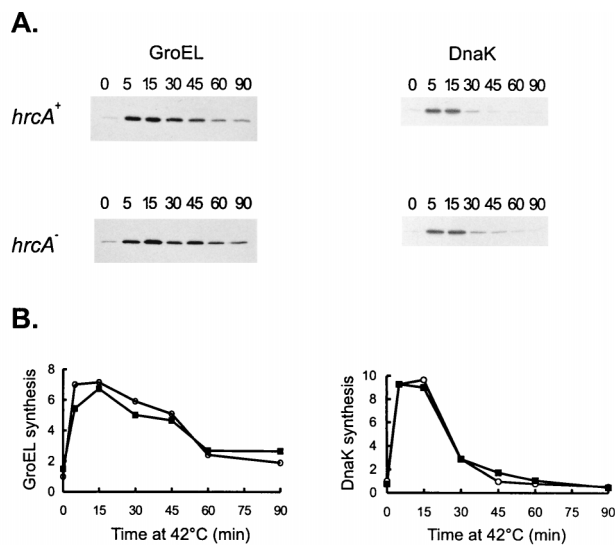 A.
GroEL DnaK
0 5 15 30 45 60 90 0 5 15 30 45 60 90
hrcA+
0 5 15 30 45 60 90 0 5 15 30 45 60 90
hrcA-
B.
GroEL synthesis
8
6
4
2
0
0 15 30 45 60 75 90
Time at 42°C (min)
DnaK synthesis
10
8
6
4
2
0
0 15 30 45 60 75 90
Time at 42°C (min)